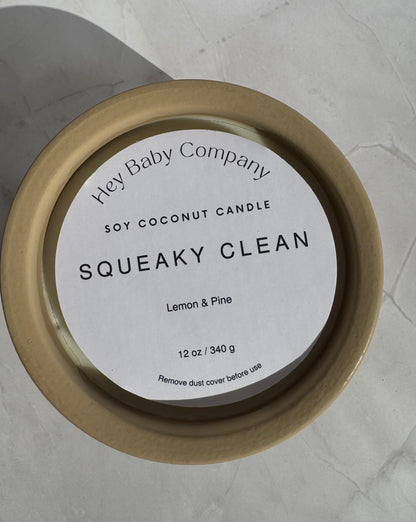 Hey Baby Company
SOY COCONUT CANDLE
SQUEAKY CLEAN
Lemon & Pine
12 oz / 340 g
Remove dust cover before use